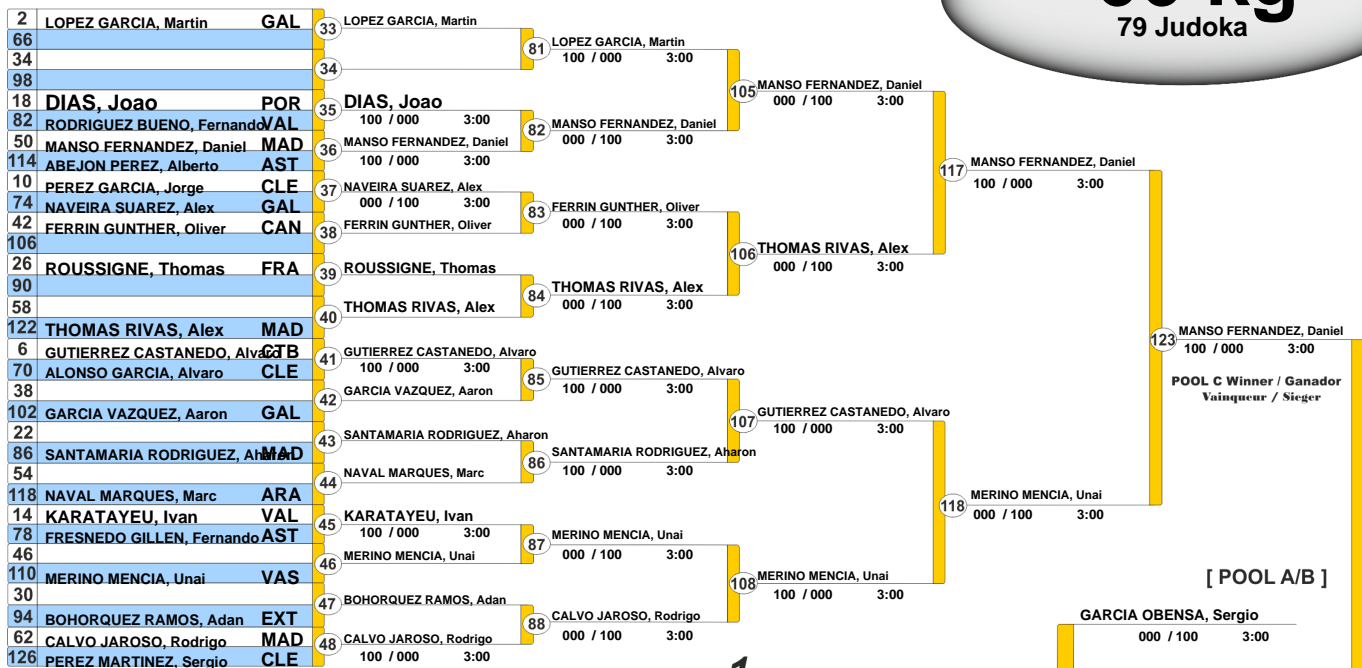 79 Judoka
2 LOPEZ GARCIA, Martin GAL
66
34
98
18 DIAS, Joao POR
82 RODRIGUEZ BUENO, Fernando VAL
50 MANSO FERNANDEZ, Daniel MAD
114 ABEJON PEREZ, Alberto AST
10 PEREZ GARCIA, Jorge CLE
74 NAVEIRA SUAREZ, Alex GAL
42 FERRIN GUNTHER, Oliver CAN
106
26 ROUSSIGNE, Thomas FRA
90
58
122 THOMAS RIVAS, Alex MAD
6 GUTIERREZ CASTANEDO, Alvaro CTB
70 ALONSO GARCIA, Alvaro CLE
38
102 GARCIA VAZQUEZ, Aaron GAL
22
86 SANTAMARIA RODRIGUEZ, Aharon MAD
54
118 NAVAL MARQUES, Marc ARA
14 KARATAYEU, Ivan VAL
78 FRESNEDO GILLEN, Fernando AST
46
110 MERINO MENCIA, Unai VAS
30
94 BOHORQUEZ RAMOS, Adan EXT
62 CALVO JAROSO, Rodrigo MAD
126 PEREZ MARTINEZ, Sergio CLE
33 LOPEZ GARCIA, Martin
34
35 DIAS, Joao
100 / 000 3:00
36 MANSO FERNANDEZ, Daniel
100 / 000 3:00
37 NAVEIRA SUAREZ, Alex
000 / 100 3:00
38 FERRIN GUNTHER, Oliver
39 ROUSSIGNE, Thomas
40 THOMAS RIVAS, Alex
41 GUTIERREZ CASTANEDO, Alvaro
100 / 000 3:00
42 GARCIA VAZQUEZ, Aaron
43 SANTAMARIA RODRIGUEZ, Aharon
44 NAVAL MARQUES, Marc
45 KARATAYEU, Ivan
100 / 000 3:00
46 MERINO MENCIA, Unai
47 BOHORQUEZ RAMOS, Adan
48 CALVO JAROSO, Rodrigo
100 / 000 3:00
81 LOPEZ GARCIA, Martin
100 / 000 3:00
82 MANSO FERNANDEZ, Daniel
000 / 100 3:00
83 FERRIN GUNTHER, Oliver
000 / 100 3:00
84 THOMAS RIVAS, Alex
000 / 100 3:00
85 GUTIERREZ CASTANEDO, Alvaro
100 / 000 3:00
86 SANTAMARIA RODRIGUEZ, Aharon
100 / 000 3:00
87 MERINO MENCIA, Unai
000 / 100 3:00
88 CALVO JAROSO, Rodrigo
000 / 100 3:00
105 MANSO FERNANDEZ, Daniel
000 / 100 3:00
106 THOMAS RIVAS, Alex
000 / 100 3:00
107 GUTIERREZ CASTANEDO, Alvaro
100 / 000 3:00
108 MERINO MENCIA, Unai
100 / 000 3:00
117 MANSO FERNANDEZ, Daniel
100 / 000 3:00
118 MERINO MENCIA, Unai
000 / 100 3:00
123 MANSO FERNANDEZ, Daniel
100 / 000 3:00
POOL C Winner / Ganador
Vainqueur / Sieger
[ POOL A/B ]
GARCIA OBENSA, Sergio
000 / 100 3:00